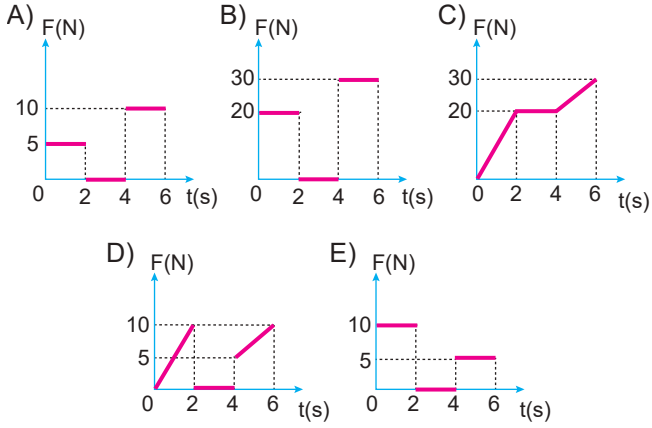 A) F(N)
10
5
0 2 4 6 t(s)
B) F(N)
30
20
0 2 4 6 t(s)
C) F(N)
30
20
0 2 4 6 t(s)
D) F(N)
10
5
0 2 4 6 t(s)
E) F(N)
10
5
0 2 4 6 t(s)